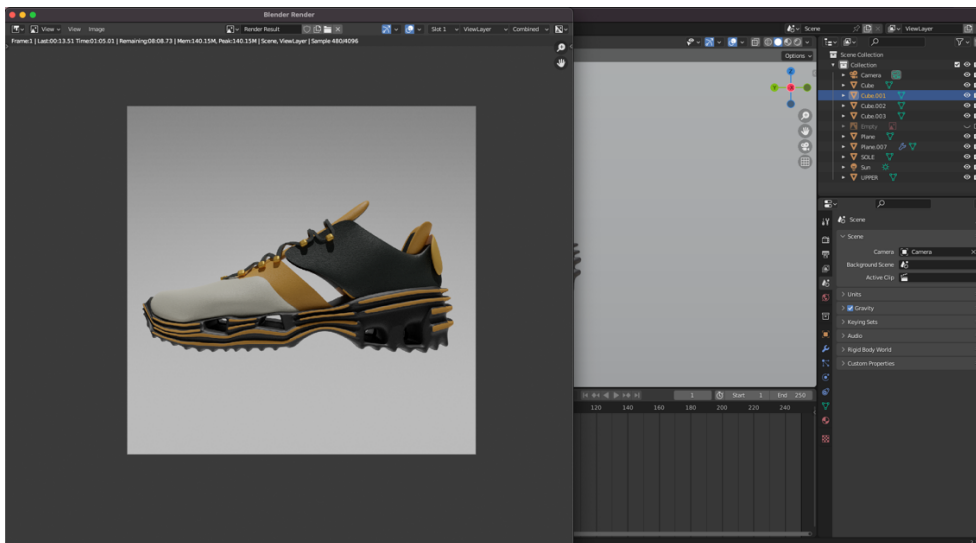 Blender Render
View View Image Render Result Slot 1 ViewLayer Combined
Frame:1 | Last:00:13.51 Time:01:05.01 | Remaining:08:08.73 | Mem:140.15M, Peak:140.15M | Scene, ViewLayer | Sample 480/4096
Scene ViewLayer
Options
Scene Collection
Collection
Camera
Cube
Cube.001
Cube.002
Cube.003
Empty
Plane
Plane.007
SOLE
Sun
UPPER
Z
Y X
Scene
Scene
Camera Camera
Background Scene
Active Clip
Units
Gravity
Keying Sets
Audio
Rigid Body World
Custom Properties
1 Start 1 End 250
120 140 160 180 200 220 240